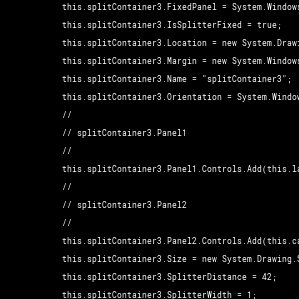 this.splitContainer3.FixedPanel = System.Windows
this.splitContainer3.IsSplitterFixed = true;
this.splitContainer3.Location = new System.Drawi
this.splitContainer3.Margin = new System.Windows
this.splitContainer3.Name = "splitContainer3";
this.splitContainer3.Orientation = System.Window
//
// splitContainer3.Panel1
//
this.splitContainer3.Panel1.Controls.Add(this.la
//
// splitContainer3.Panel2
//
this.splitContainer3.Panel2.Controls.Add(this.ca
this.splitContainer3.Size = new System.Drawing.S
this.splitContainer3.SplitterDistance = 42;
this.splitContainer3.SplitterWidth = 1;